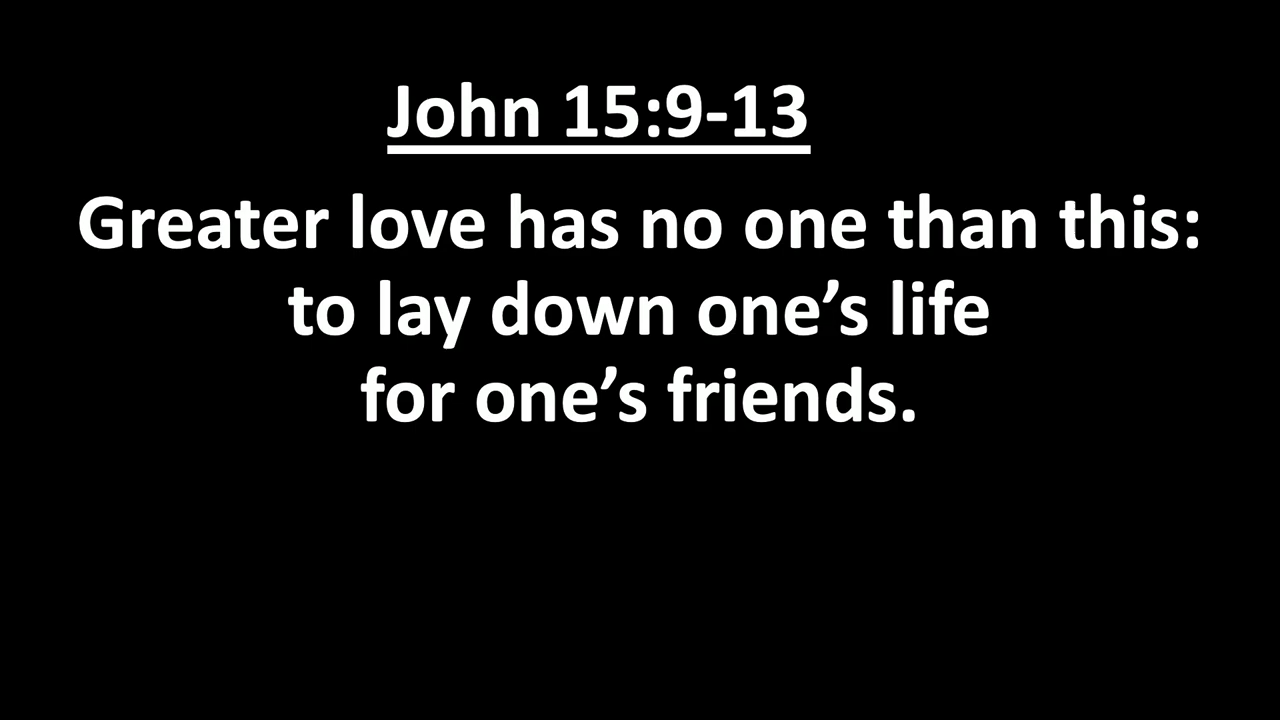 John 15:9-13
Greater love has no one than this:
to lay down one’s life
for one’s friends.